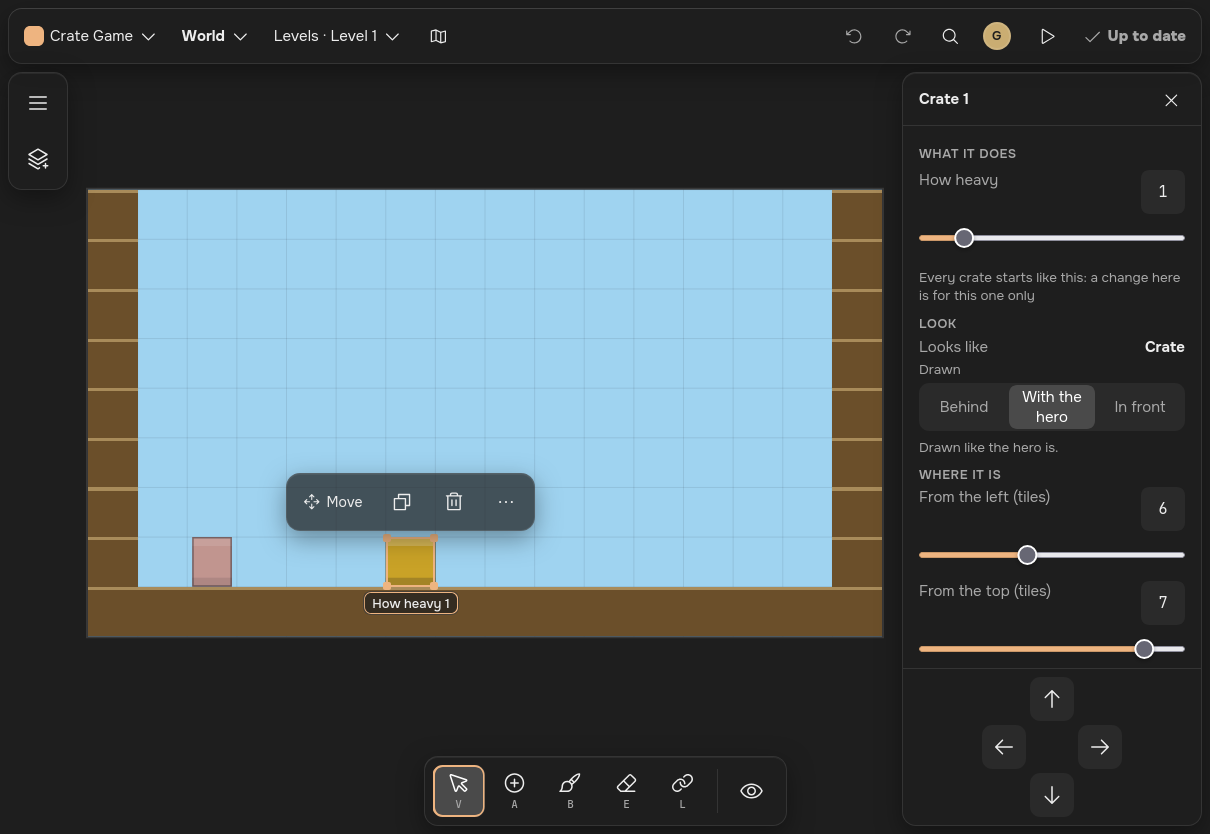 Crate Game
World
Levels · Level 1
G
Up to date
Crate 1
WHAT IT DOES
How heavy
1
Every crate starts like this: a change here
is for this one only
LOOK
Looks like
Crate
Drawn
Behind
With the
hero
In front
Drawn like the hero is.
WHERE IT IS
From the left (tiles)
6
From the top (tiles)
7
Move
How heavy 1
V
A
B
E
L